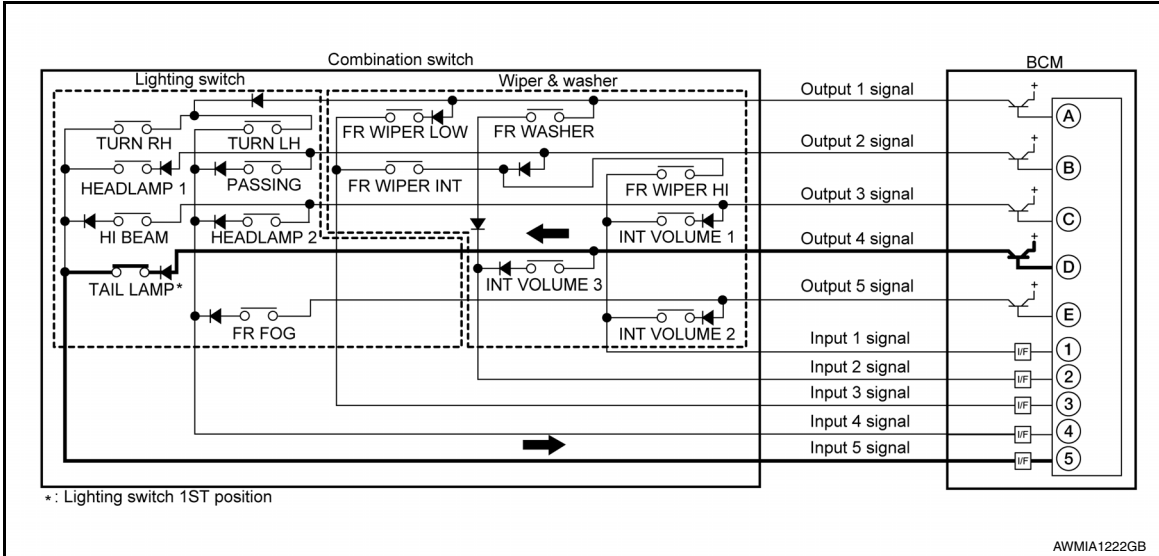 Combination switch
BCM
Lighting switch
Wiper & washer
Output 1 signal
+
A
FR WIPER LOW
FR WASHER
TURN RH
TURN LH
Output 2 signal
+
B
HEADLAMP 1
PASSING
FR WIPER INT
FR WIPER HI
Output 3 signal
+
C
HI BEAM
HEADLAMP 2
INT VOLUME 1
Output 4 signal
+
D
TAIL LAMP*
INT VOLUME 3
Output 5 signal
+
E
FR FOG
INT VOLUME 2
Input 1 signal
I/F
1
Input 2 signal
I/F
2
Input 3 signal
I/F
3
Input 4 signal
I/F
4
Input 5 signal
I/F
5
*: Lighting switch 1ST position
AWMIA1222GB